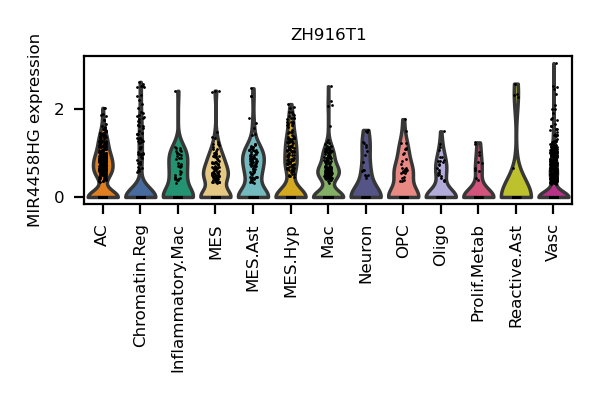 ZH916T1
MIR4458HG expression
2
0
AC
Chromatin.Reg
Inflammatory.Mac
MES
MES.Ast
MES.Hyp
Mac
Neuron
OPC
Oligo
Prolif.Metab
Reactive.Ast
Vasc